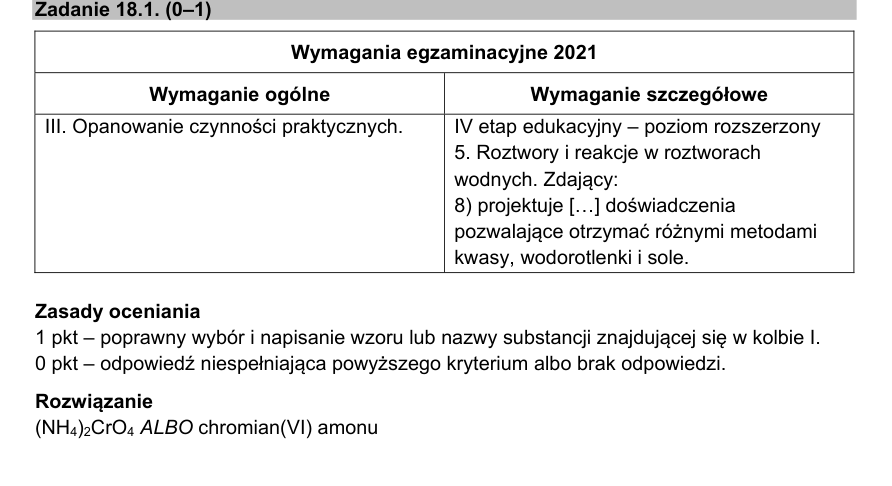 Zadanie 18.1. (0–1)
Wymagania egzaminacyjne 2021
Wymaganie ogólne
Wymaganie szczegółowe
III. Opanowanie czynności praktycznych.
IV etap edukacyjny – poziom rozszerzony
5. Roztwory i reakcje w roztworach
wodnych. Zdający:
8) projektuje […] doświadczenia
pozwalające otrzymać różnymi metodami
kwasy, wodorotlenki i sole.
Zasady oceniania
1 pkt – poprawny wybór i napisanie wzoru lub nazwy substancji znajdującej się w kolbie I.
0 pkt – odpowiedź niespełniająca powyższego kryterium albo brak odpowiedzi.
Rozwiązanie
(NH₄)₂CrO₄ ALBO chromian(VI) amonu